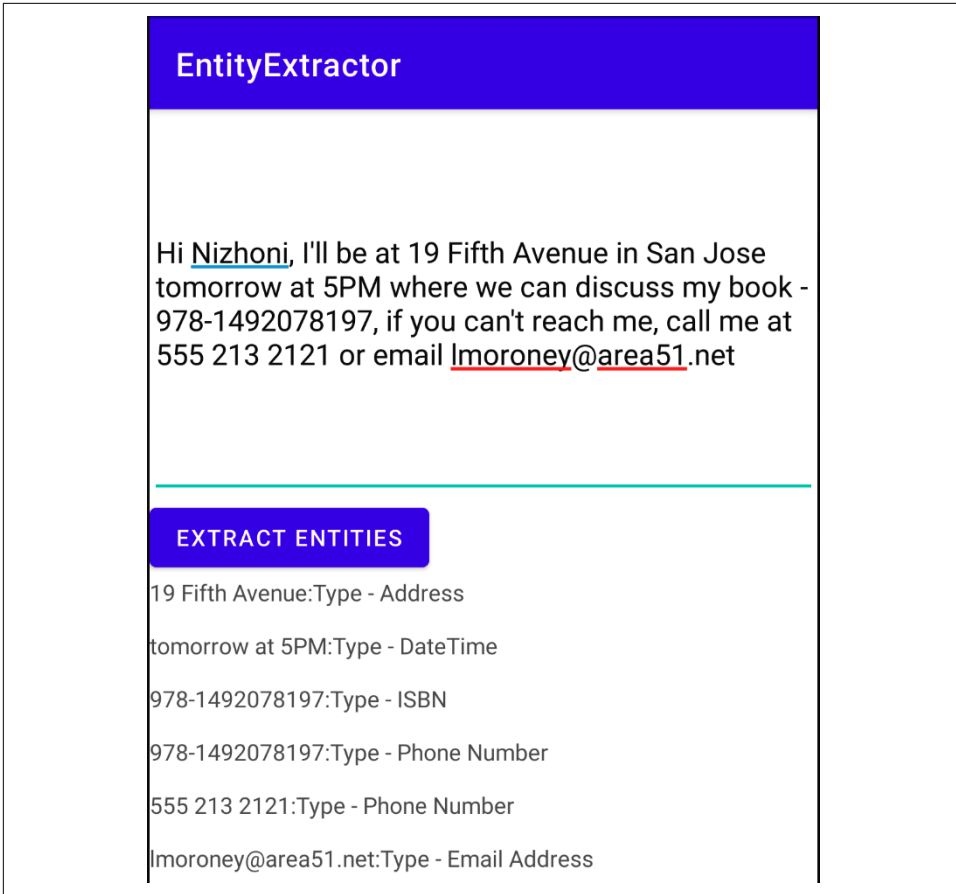 EntityExtractor
Hi Nizhoni, I'll be at 19 Fifth Avenue in San Jose
tomorrow at 5PM where we can discuss my book -
978-1492078197, if you can't reach me, call me at
555 213 2121 or email lmoroney@area51.net
EXTRACT ENTITIES
19 Fifth Avenue:Type - Address
tomorrow at 5PM:Type - DateTime
978-1492078197:Type - ISBN
978-1492078197:Type - Phone Number
555 213 2121:Type - Phone Number
lmoroney@area51.net:Type - Email Address